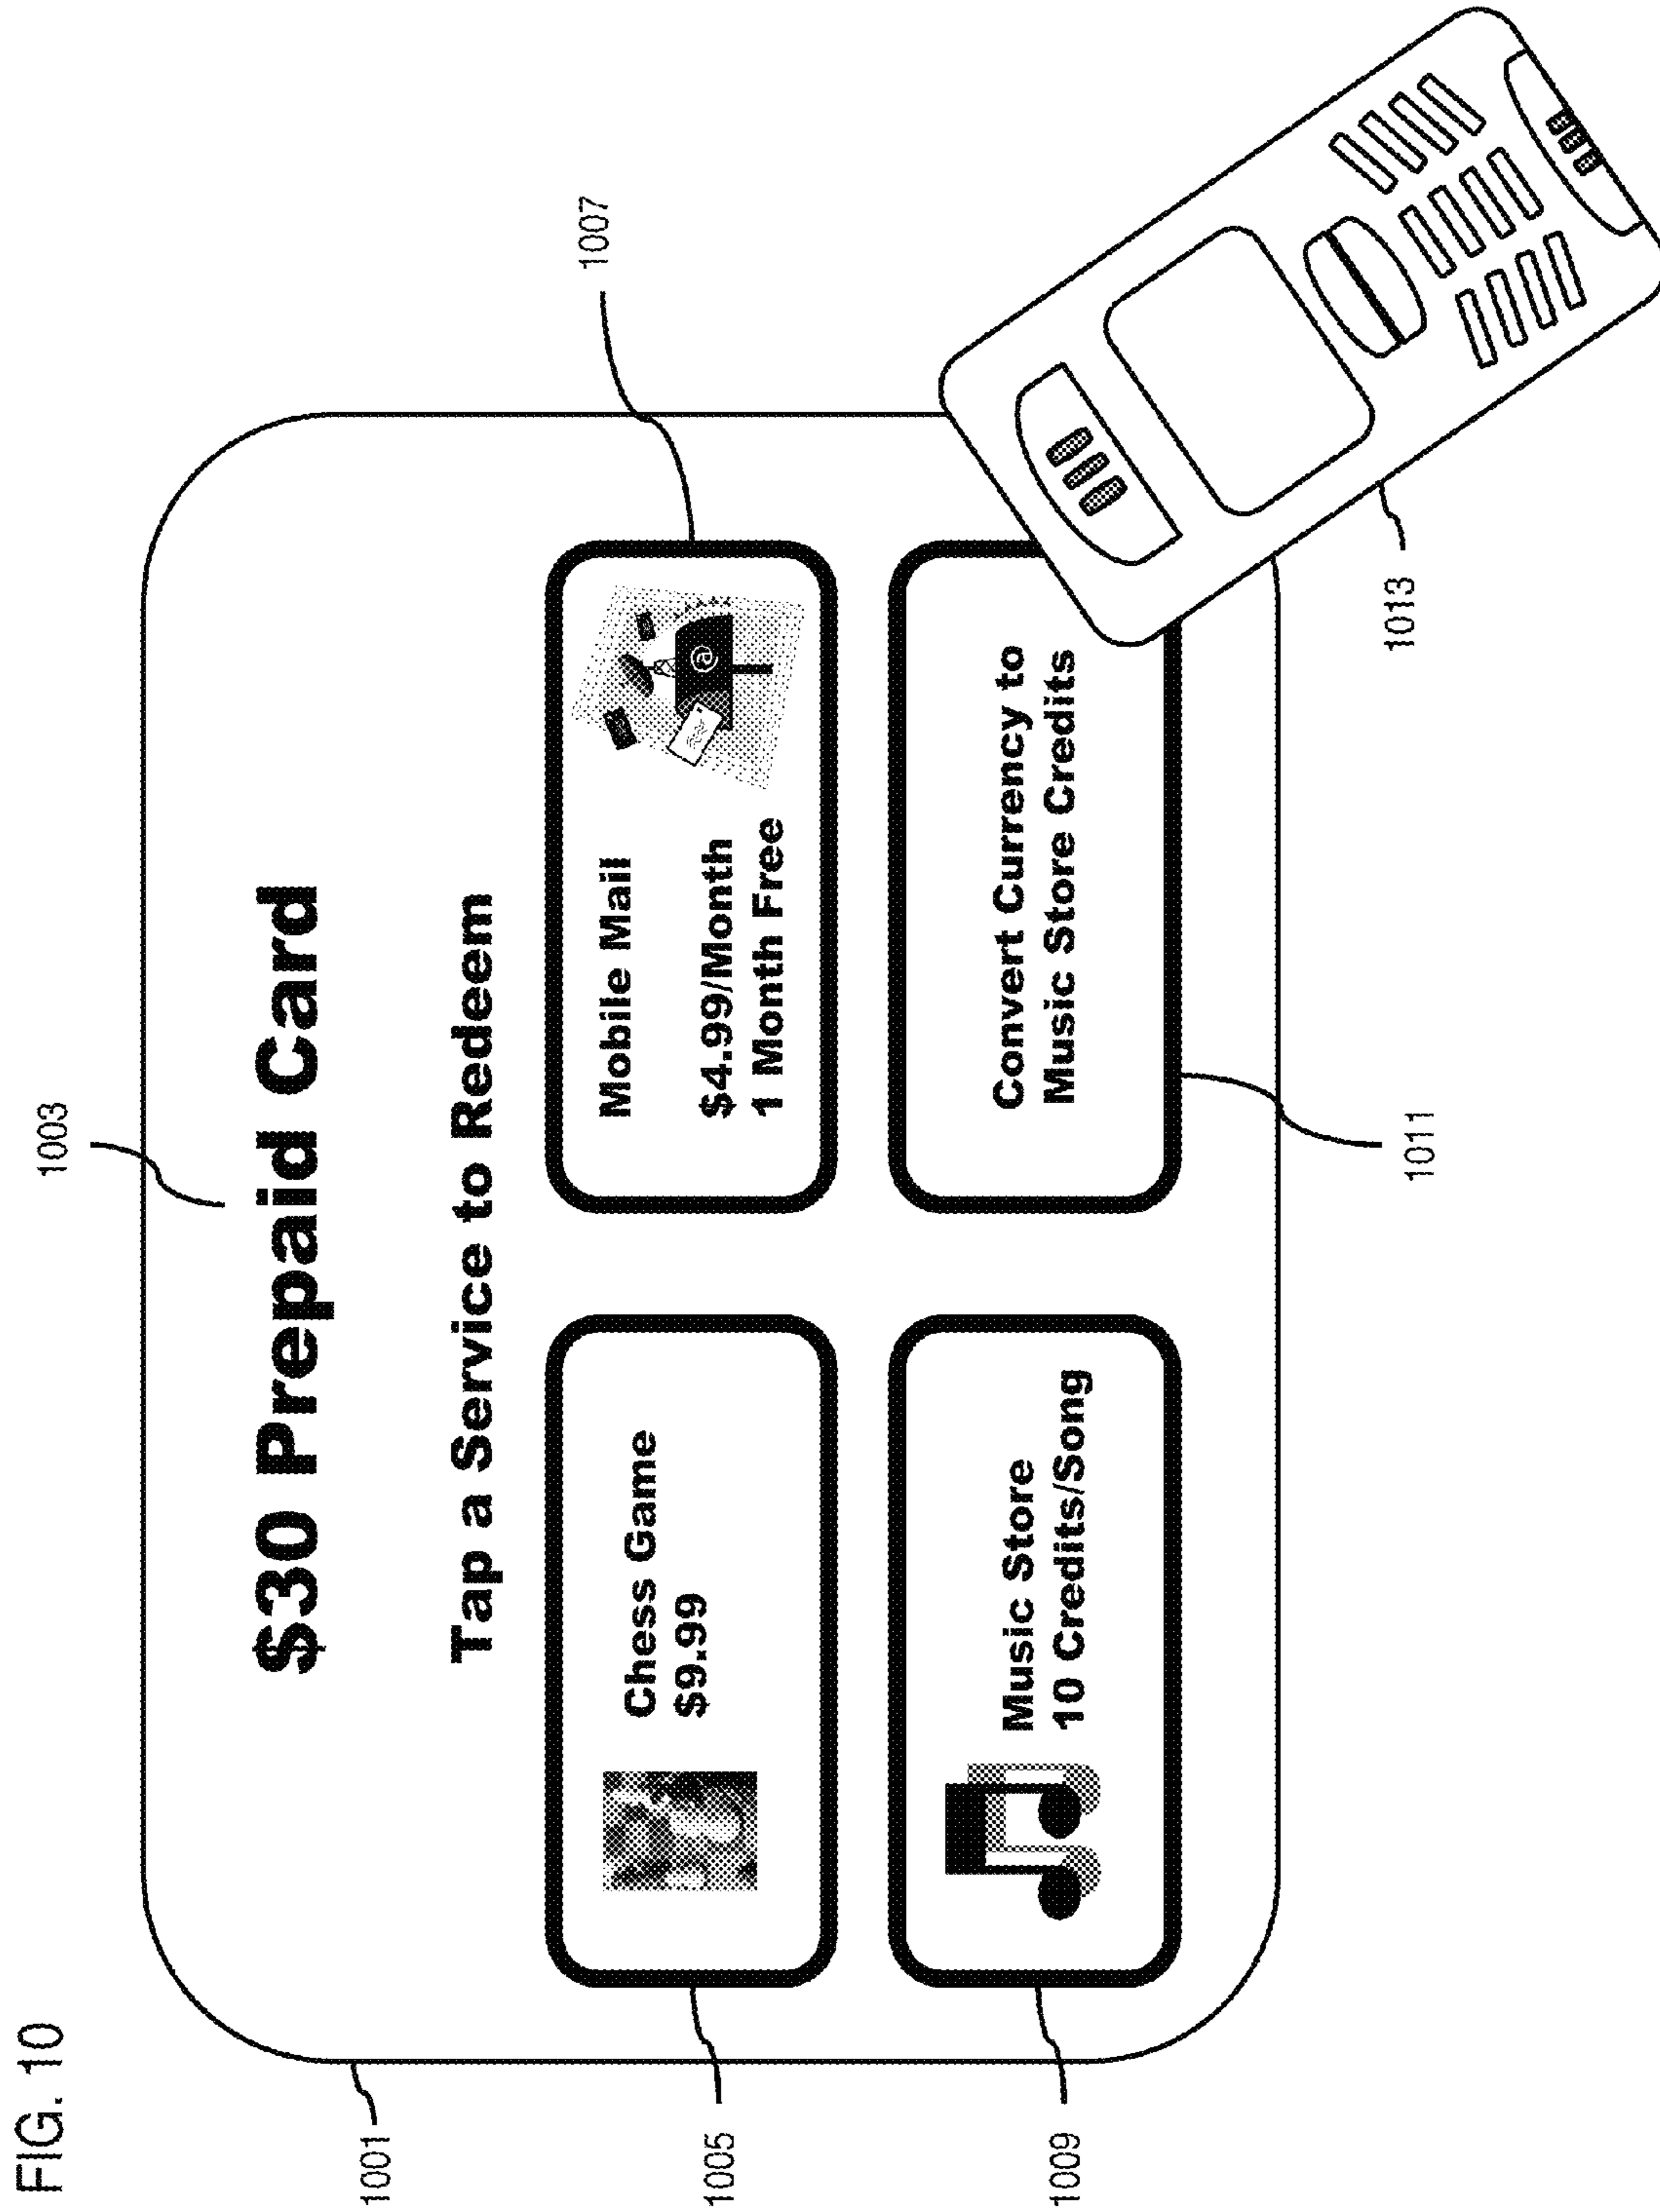 FIG. 10
1003
1001
$30 Prepaid Card
Tap a Service to Redeem
1007
1005
Chess Game
$9.99
Mobile Mail
$4.99/Month
1 Month Free
@
1009
Music Store
10 Credits/Song
Convert Currency to
Music Store Credits
1011
1013